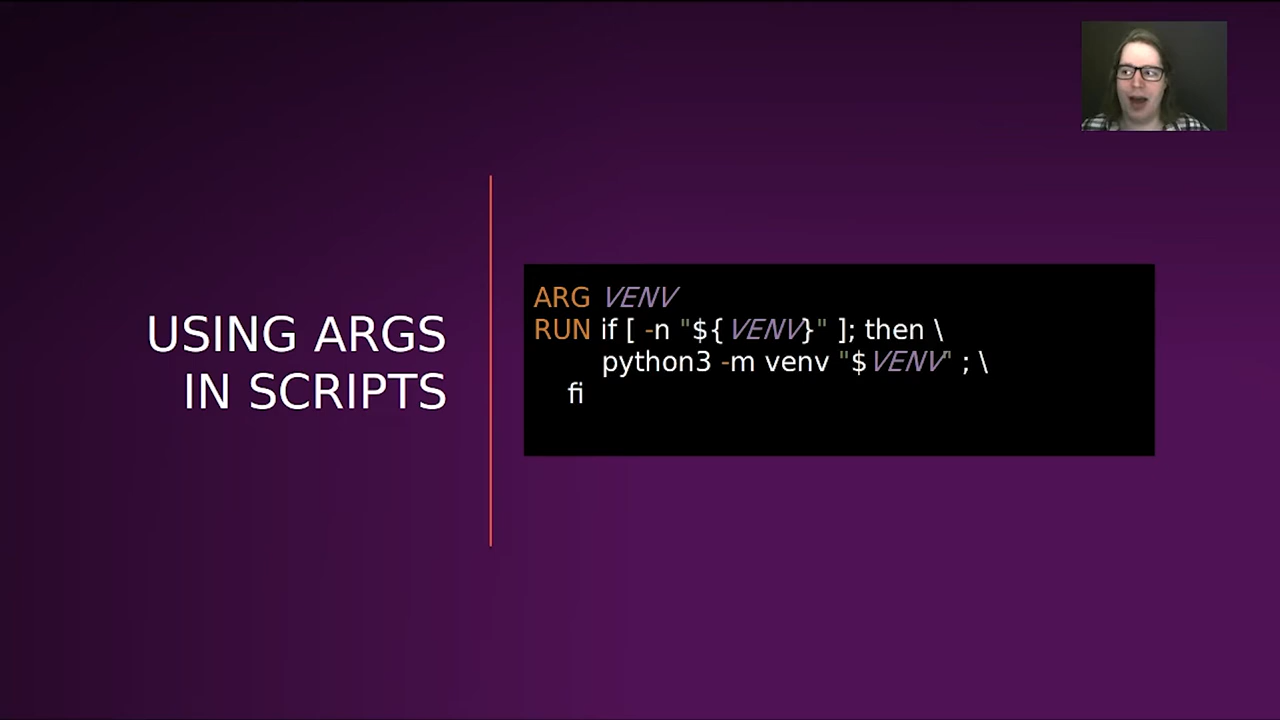 USING ARGS
IN SCRIPTS
ARG VENV
RUN if [ -n "${VENV}" ]; then \
python3 -m venv "$VENV" ; \
fi